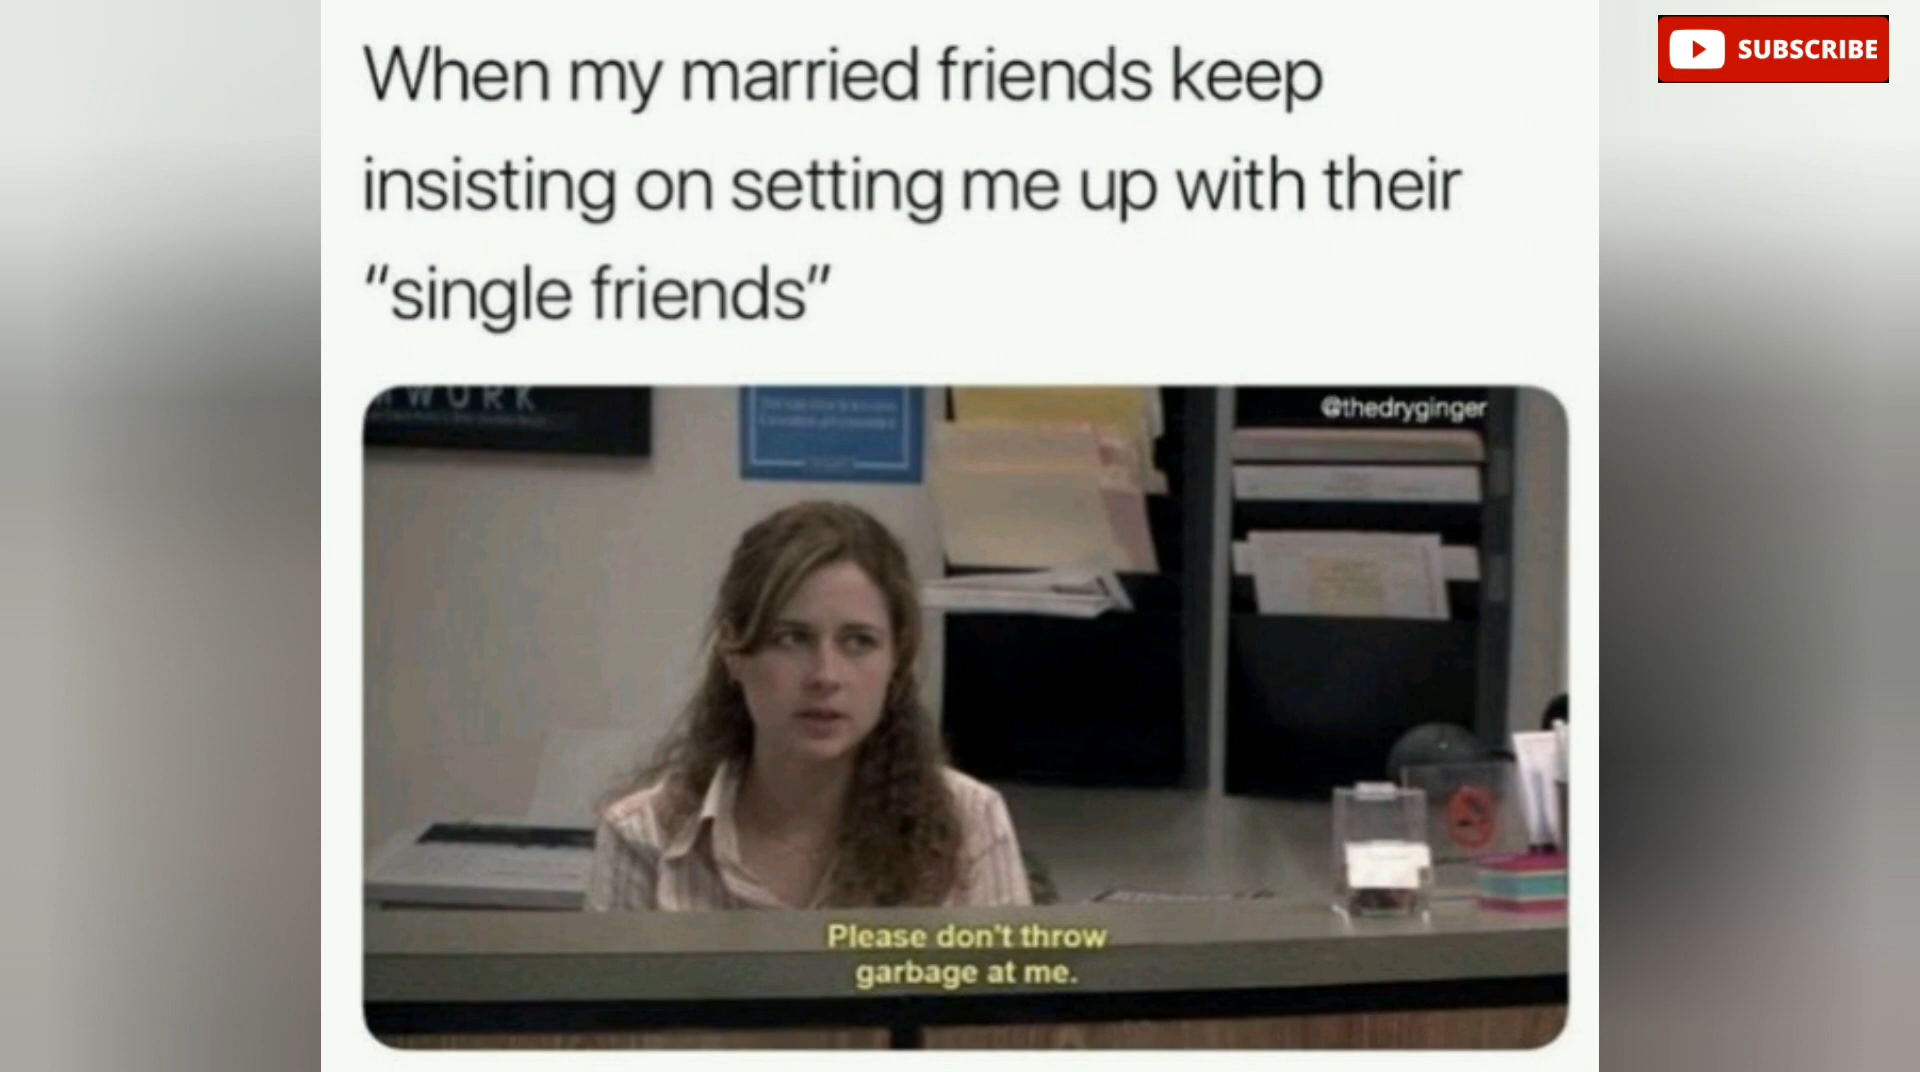 When my married friends keep
insisting on setting me up with their
“single friends”
SUBSCRIBE
WORK
@thedryginger
Please don't throw
garbage at me.